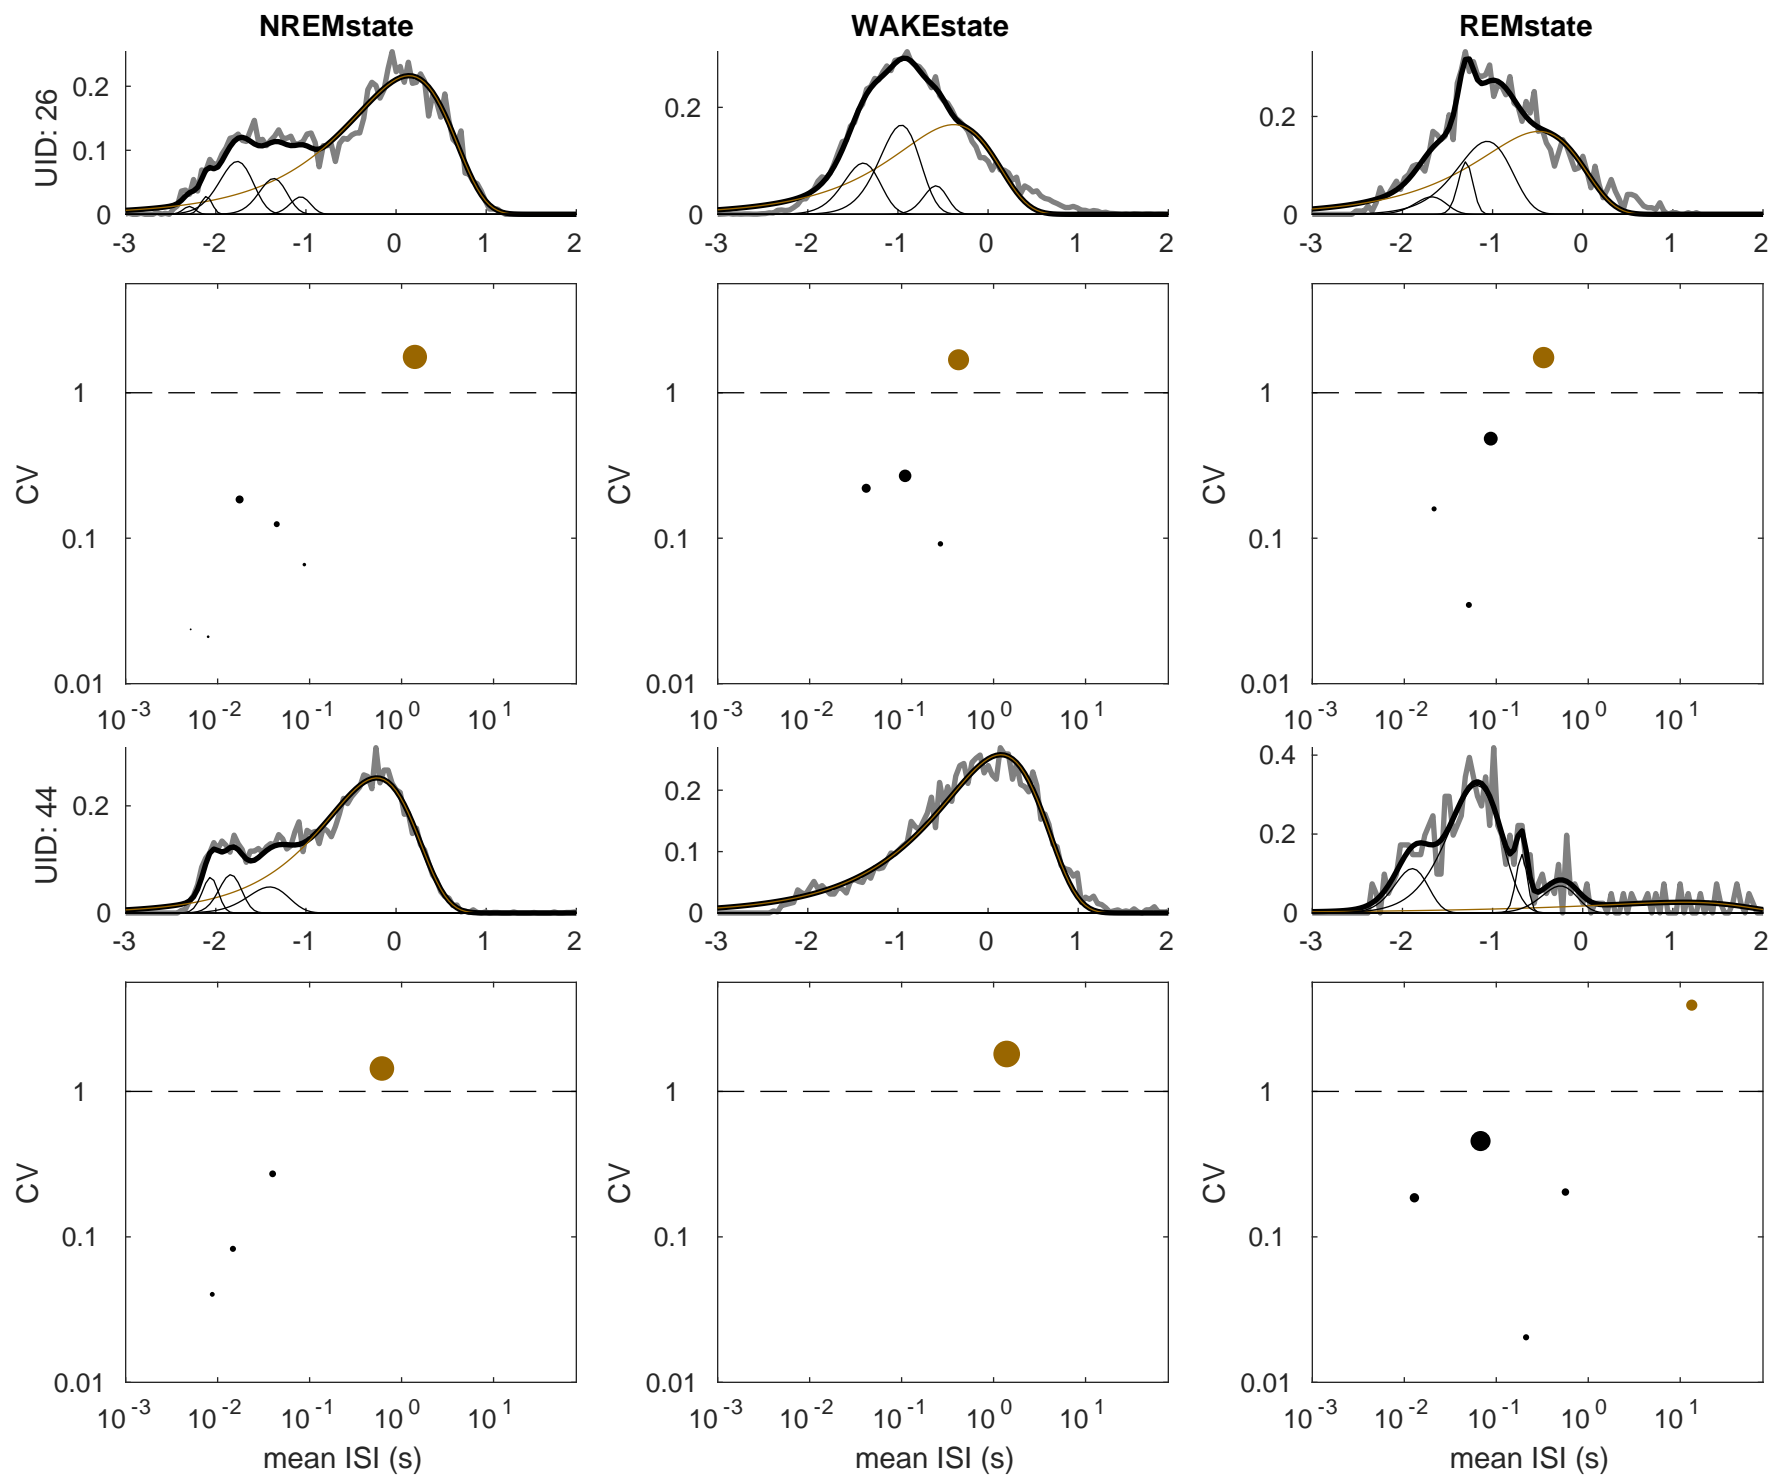 NREMstate WAKEstate REMstate
UID: 26
0.2 0.1 0
-3 -2 -1 0 1 2
0.2 0
-3 -2 -1 0 1 2
0.2 0
-3 -2 -1 0 1 2
CV
1 0.1 0.01
10^-3 10^-2 10^-1 10^0 10^1
CV
1 0.1 0.01
10^-3 10^-2 10^-1 10^0 10^1
CV
1 0.1 0.01
10^-3 10^-2 10^-1 10^0 10^1
UID: 44
0.2 0
-3 -2 -1 0 1 2
0.2 0.1 0
-3 -2 -1 0 1 2
0.4 0.2 0
-3 -2 -1 0 1 2
CV
1 0.1 0.01
10^-3 10^-2 10^-1 10^0 10^1
mean ISI (s)
CV
1 0.1 0.01
10^-3 10^-2 10^-1 10^0 10^1
mean ISI (s)
CV
1 0.1 0.01
10^-3 10^-2 10^-1 10^0 10^1
mean ISI (s)